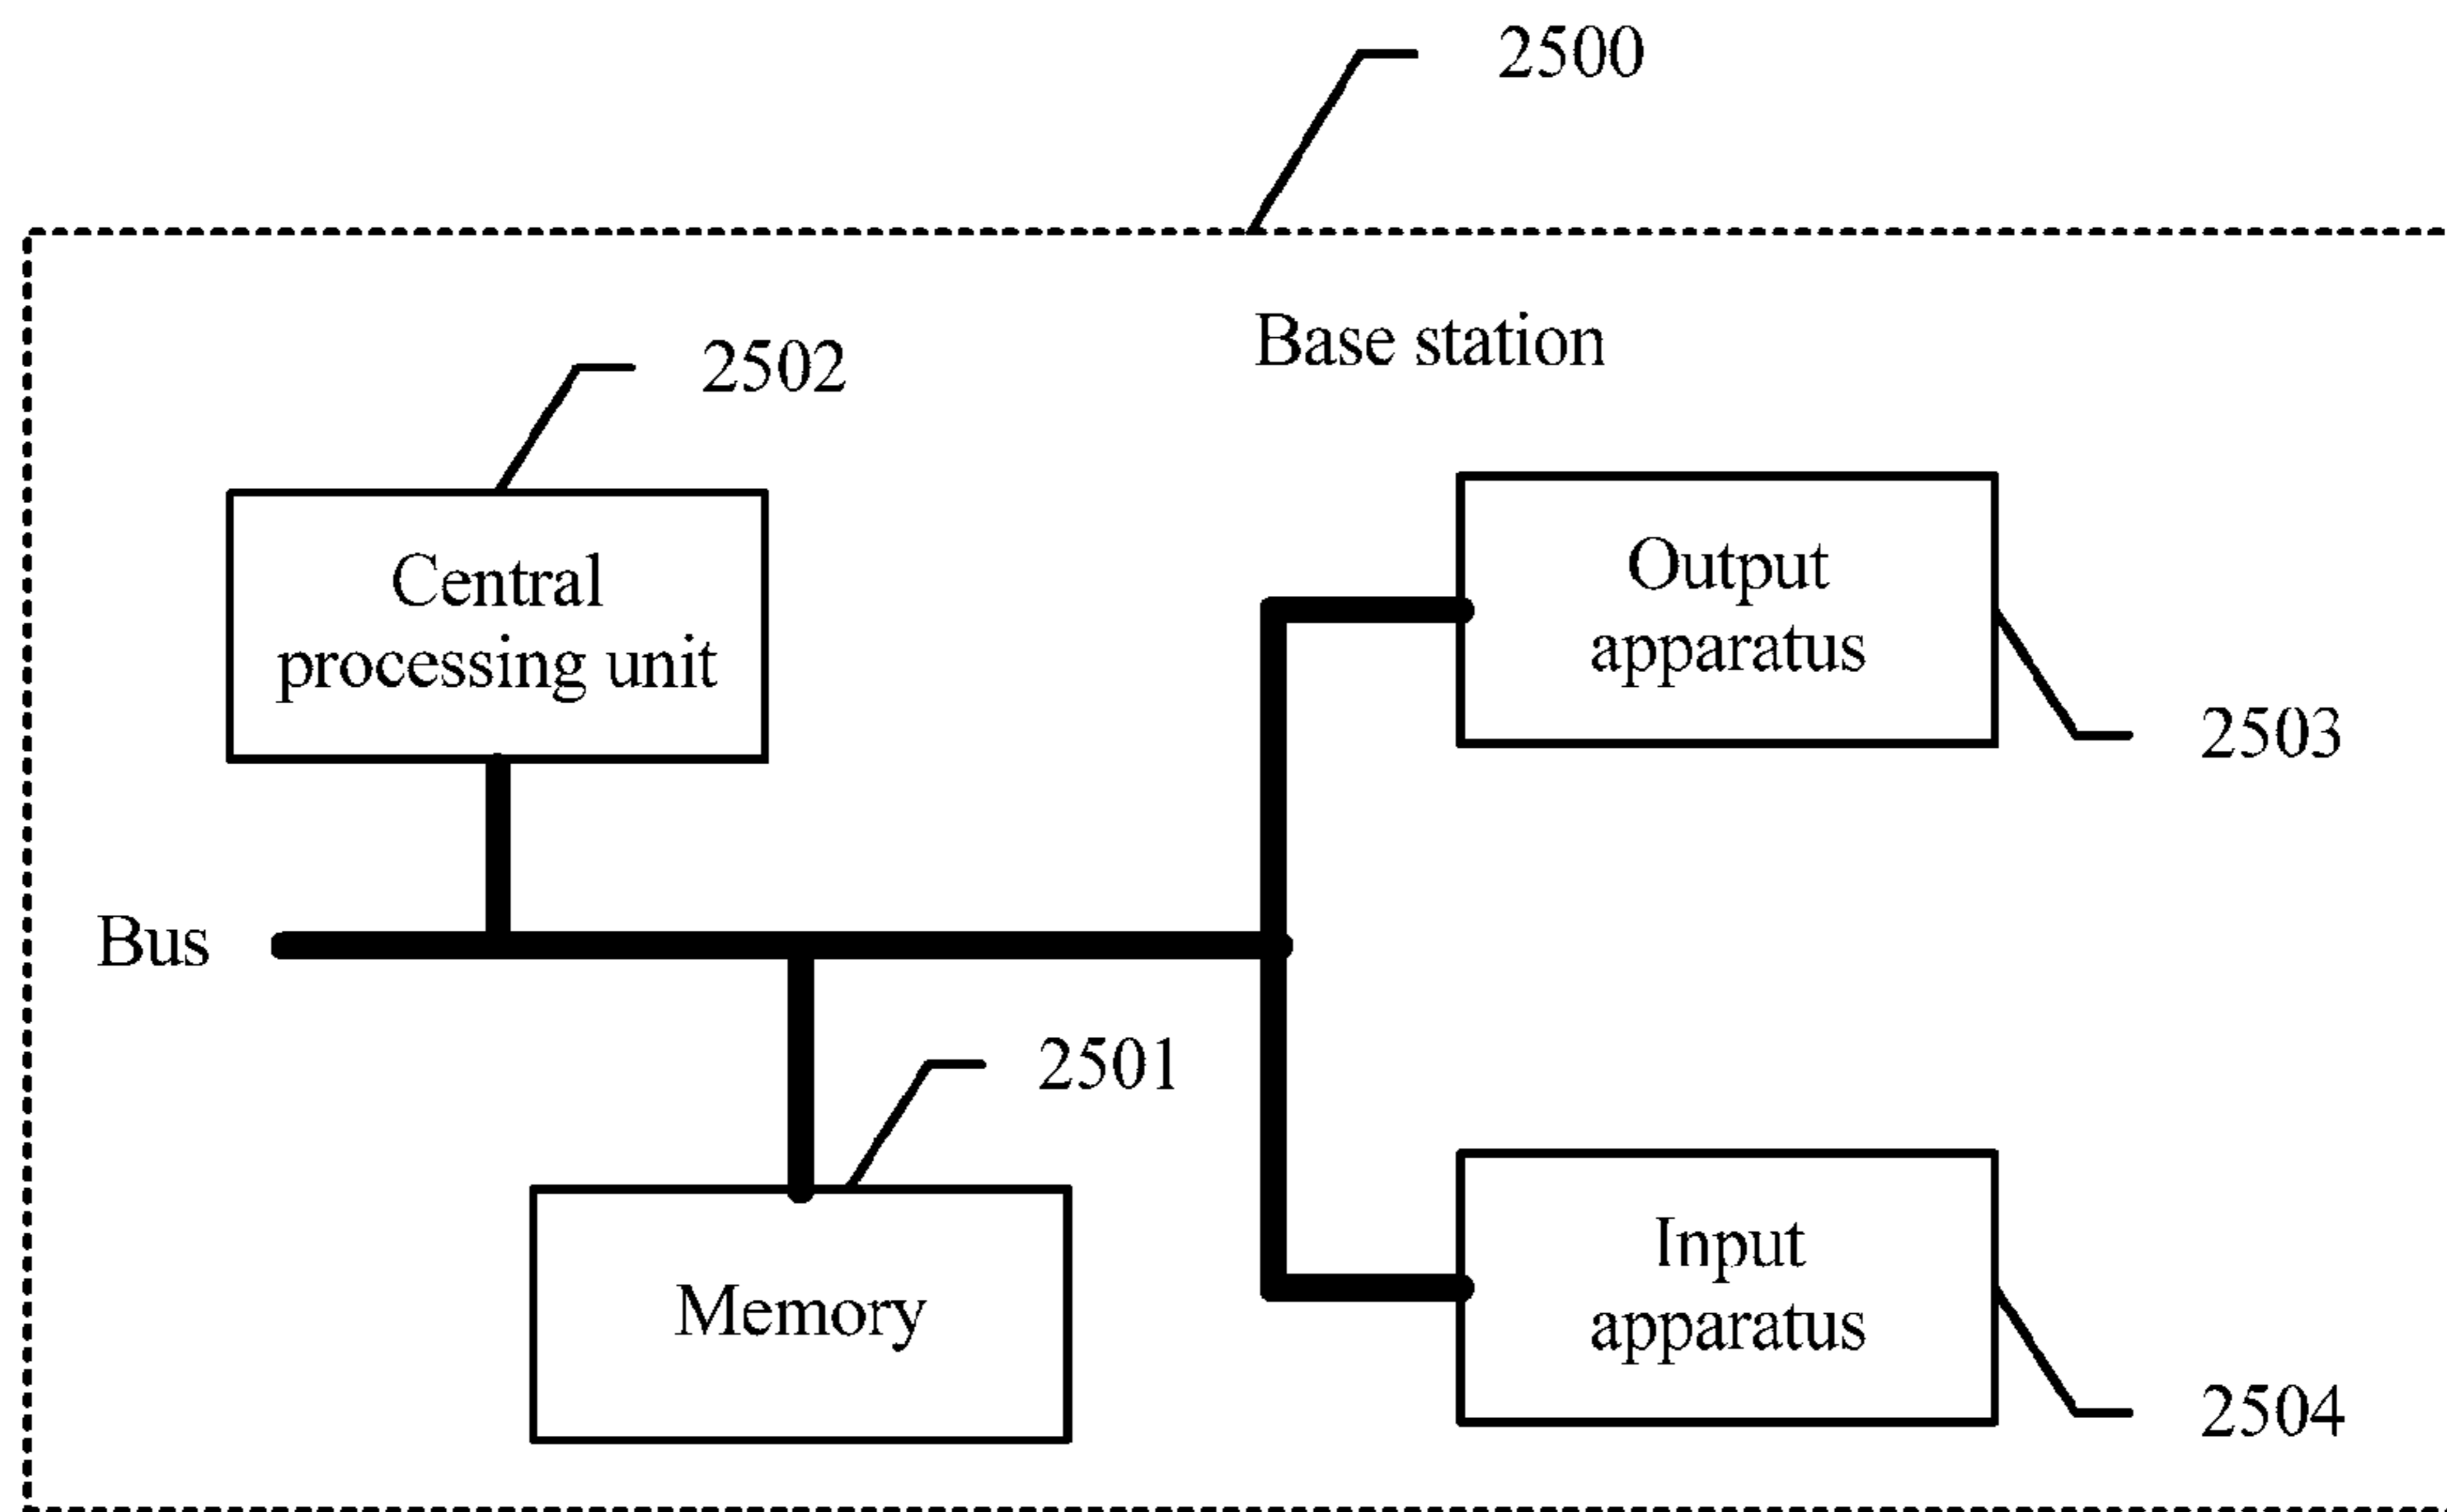 2500
Base station
2502
Central
processing unit
Output
apparatus
2503
Bus
2501
Memory
Input
apparatus
2504